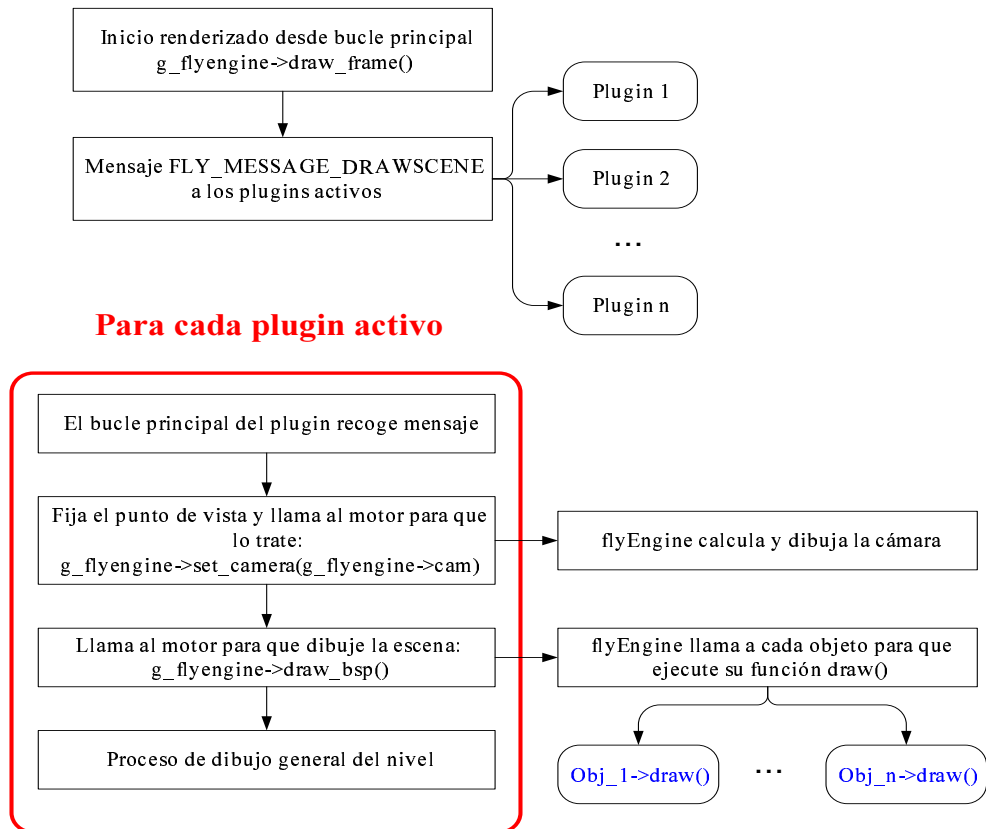 Inicio renderizado desde bucle principal
g_flyengine->draw_frame()
Plugin 1
Mensaje FLY_MESSAGE_DRAWSCENE
a los plugins activos
Plugin 2
...
Plugin n
Para cada plugin activo
El bucle principal del plugin recoge mensaje
Fija el punto de vista y llama al motor para que
lo trate:
g_flyengine->set_camera(g_flyengine->cam)
flyEngine calcula y dibuja la cámara
Llama al motor para que dibuje la escena:
g_flyengine->draw_bsp()
flyEngine llama a cada objeto para que
ejecute su función draw()
Proceso de dibujo general del nivel
Obj_1->draw()
...
Obj_n->draw()